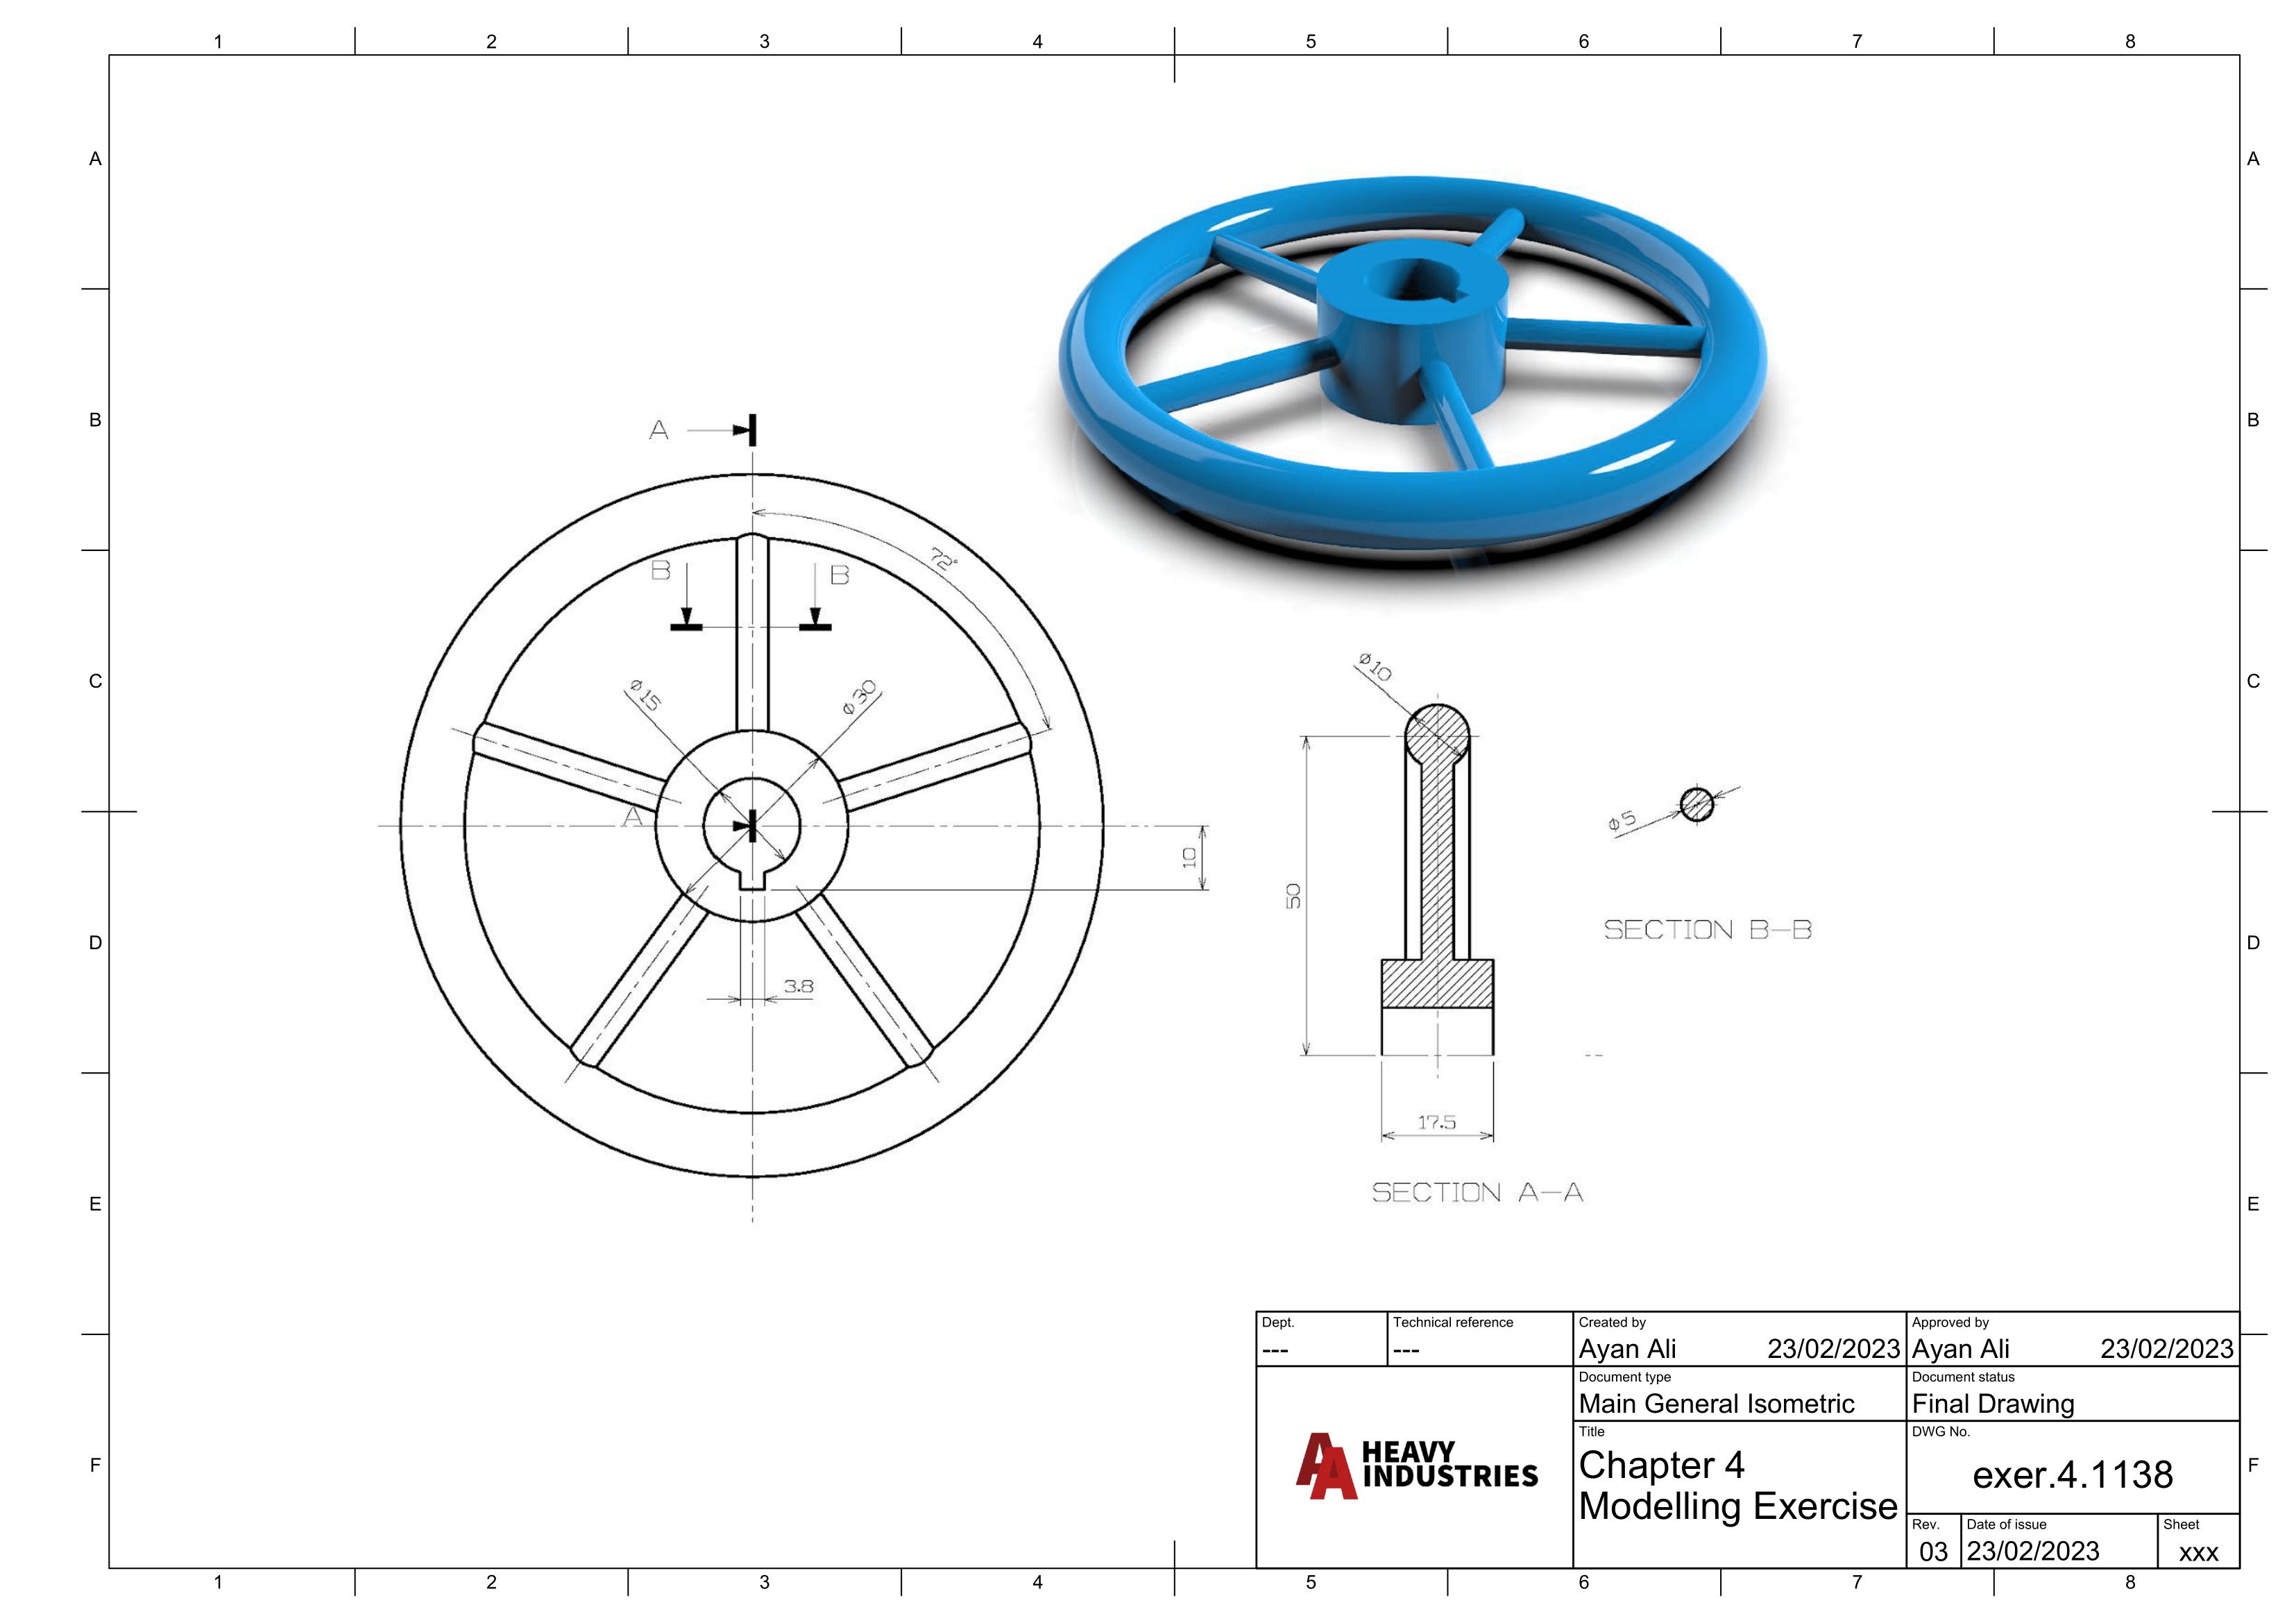 1 2 3 4 5 6 7 8
A A
B B
C C
D D
E E
F F
A
72°
B B
Ø15 Ø30
A
10
3.8
Ø10
50
17.5
SECTION A-A
Ø5
SECTION B-B
Dept.
---
Technical reference
---
Created by
Ayan Ali 23/02/2023
Approved by
Ayan Ali 23/02/2023
Document type
Main General Isometric
Document status
Final Drawing
AA HEAVY
INDUSTRIES
Title
Chapter 4
Modelling Exercise
DWG No.
exer.4.1138
Rev.
03
Date of issue
23/02/2023
Sheet
xxx
1 2 3 4 5 6 7 8